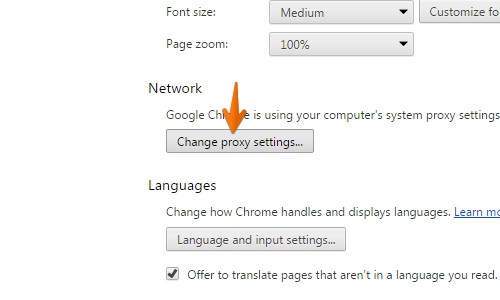 Font size: Medium Customize fo
Page zoom: 100%
Network
Google Ch is using your computer's system proxy settings
Change proxy settings...
Languages
Change how Chrome handles and displays languages. Learn mo
Language and input settings...
Offer to translate pages that aren't in a language you read.